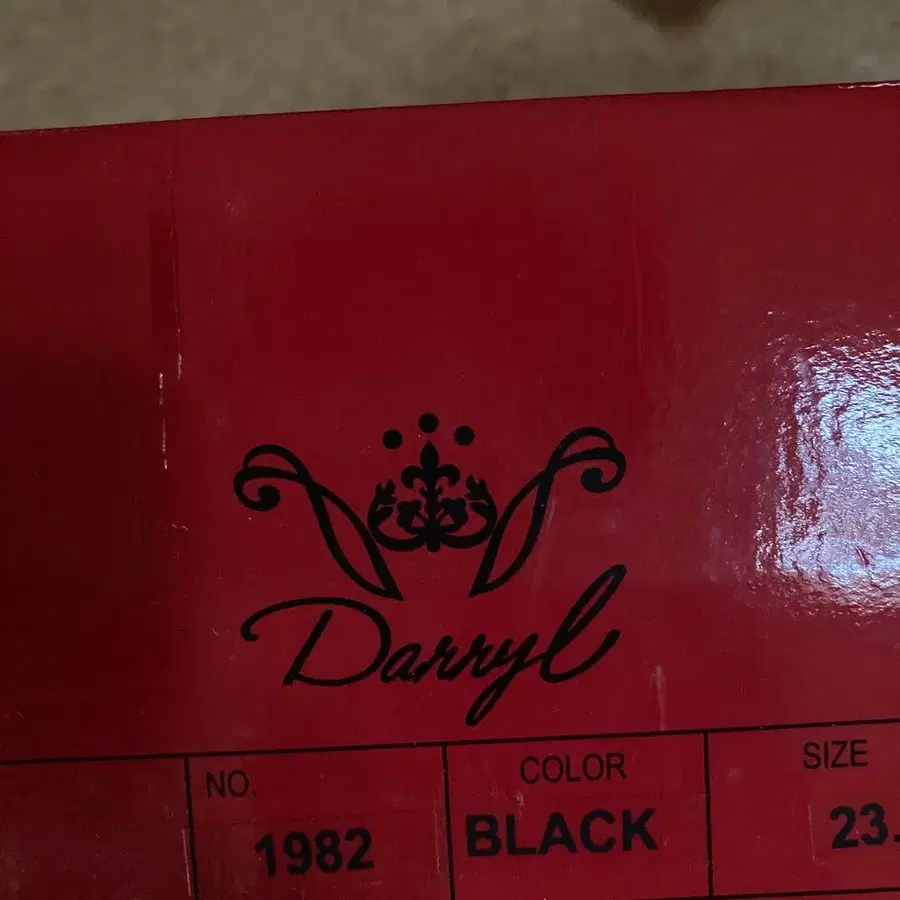 Darryl
NO. COLOR SIZE
1982 BLACK 23.